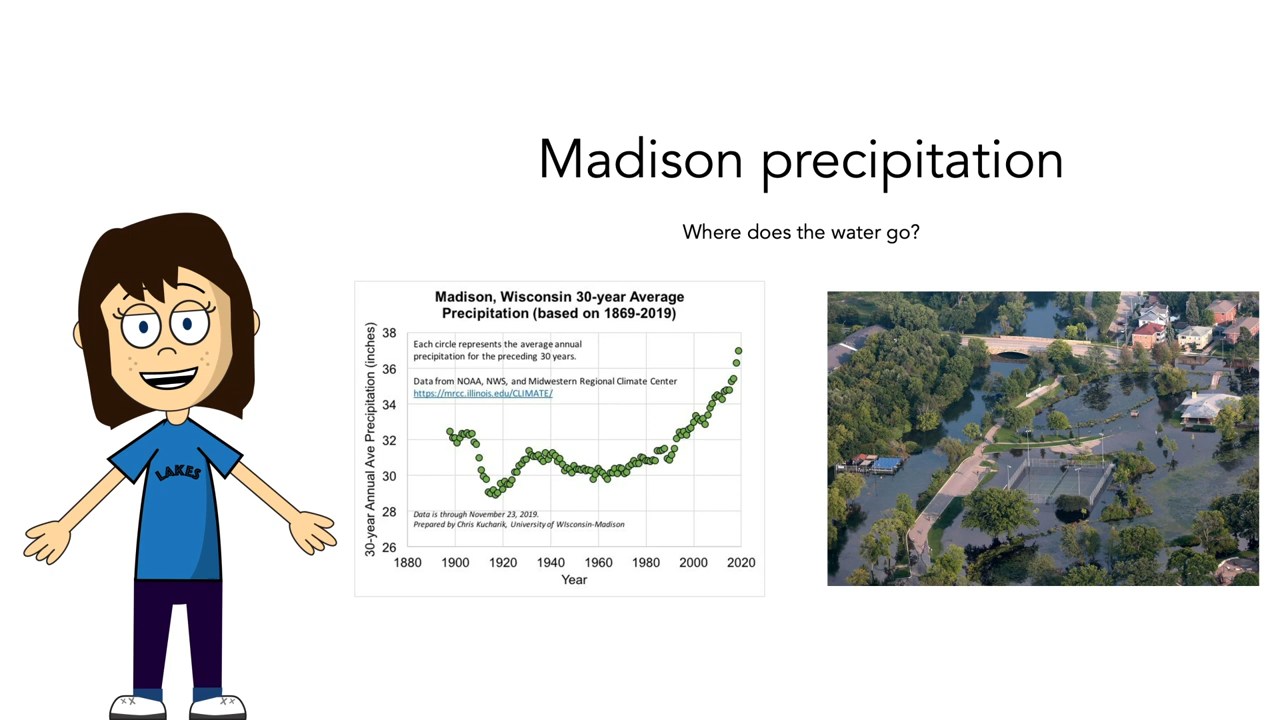 Madison precipitation
Where does the water go?
LAKES
Madison, Wisconsin 30-year Average
Precipitation (based on 1869-2019)
30-year Annual Ave Precipitation (inches)
38
36
34
32
30
28
26
Each circle represents the average annual
precipitation for the preceding 30 years.
Data from NOAA, NWS, and Midwestern Regional Climate Center
https://mrcc.illinois.edu/CLIMATE/
Data is through November 23, 2019.
Prepared by Chris Kucharik, University of WIsconsin-Madison
1880 1900 1920 1940 1960 1980 2000 2020
Year